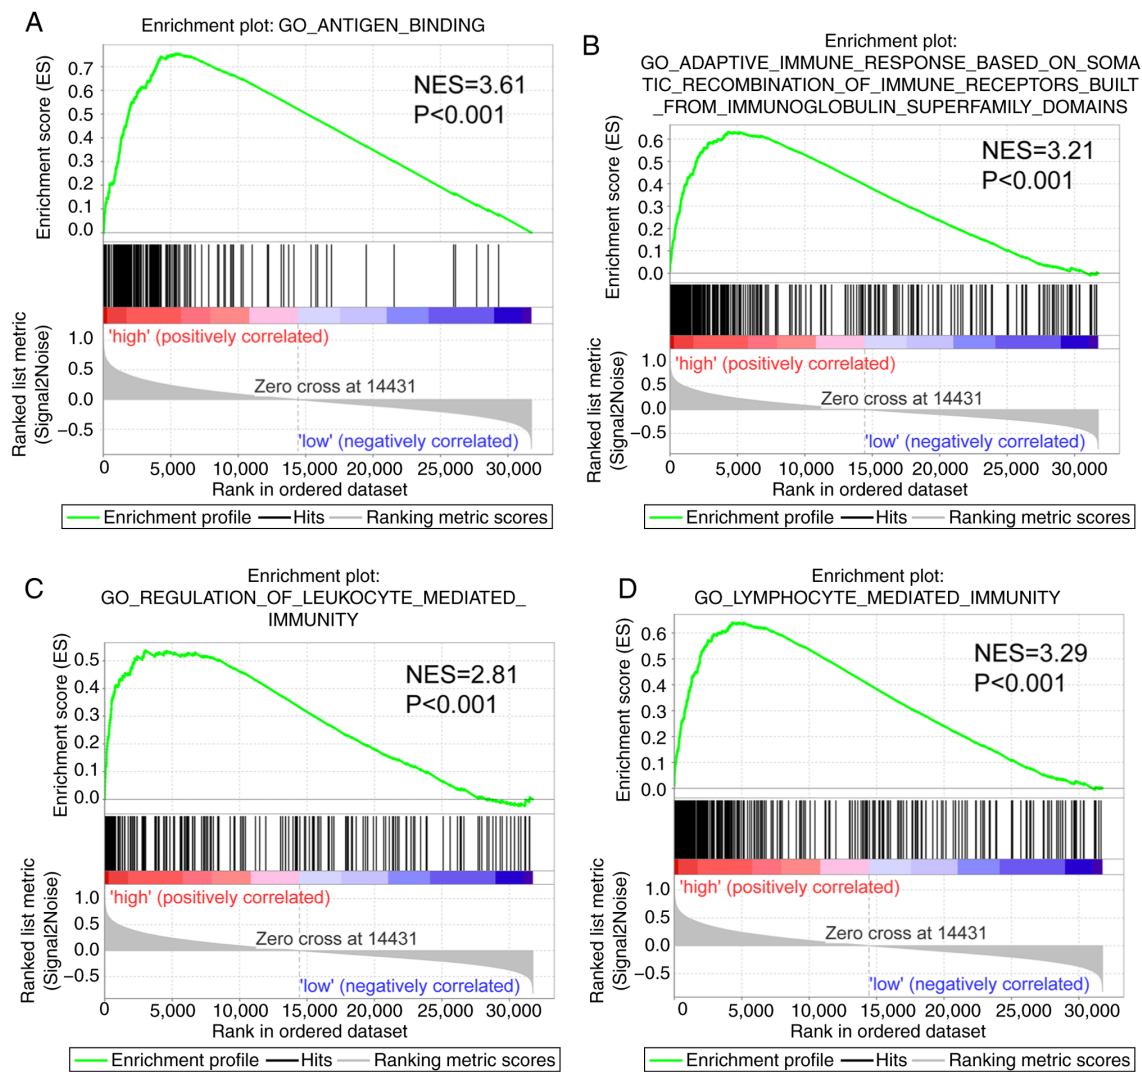 A
Enrichment plot: GO_ANTIGEN_BINDING
Enrichment score (ES)
0.7
0.6
0.5
0.4
0.3
0.2
0.1
0.0
NES=3.61
P<0.001
Ranked list metric
(Signal2Noise)
1.0
0.5
0.0
−0.5
'high' (positively correlated)
Zero cross at 14431
'low' (negatively correlated)
0 5,000 10,000 15,000 20,000 25,000 30,000
Rank in ordered dataset
Enrichment profile Hits Ranking metric scores
B
Enrichment plot:
GO_ADAPTIVE_IMMUNE_RESPONSE_BASED_ON_SOMA
TIC_RECOMBINATION_OF_IMMUNE_RECEPTORS_BUILT
_FROM_IMMUNOGLOBULIN_SUPERFAMILY_DOMAINS
Enrichment score (ES)
0.6
0.5
0.4
0.3
0.2
0.1
0.0
NES=3.21
P<0.001
Ranked list metric
(Signal2Noise)
1.0
0.5
0.0
−0.5
'high' (positively correlated)
Zero cross at 14431
'low' (negatively correlated)
0 5,000 10,000 15,000 20,000 25,000 30,000
Rank in ordered dataset
Enrichment profile Hits Ranking metric scores
C
Enrichment plot:
GO_REGULATION_OF_LEUKOCYTE_MEDIATED_
IMMUNITY
Enrichment score (ES)
0.5
0.4
0.3
0.2
0.1
0.0
NES=2.81
P<0.001
Ranked list metric
(Signal2Noise)
1.0
0.5
0.0
−0.5
'high' (positively correlated)
Zero cross at 14431
'low' (negatively correlated)
0 5,000 10,000 15,000 20,000 25,000 30,000
Rank in ordered dataset
Enrichment profile Hits Ranking metric scores
D
Enrichment plot:
GO_LYMPHOCYTE_MEDIATED_IMMUNITY
Enrichment score (ES)
0.6
0.5
0.4
0.3
0.2
0.1
0.0
NES=3.29
P<0.001
Ranked list metric
(Signal2Noise)
1.0
0.5
0.0
−0.5
'high' (positively correlated)
Zero cross at 14431
'low' (negatively correlated)
0 5,000 10,000 15,000 20,000 25,000 30,000
Rank in ordered dataset
Enrichment profile Hits Ranking metric scores